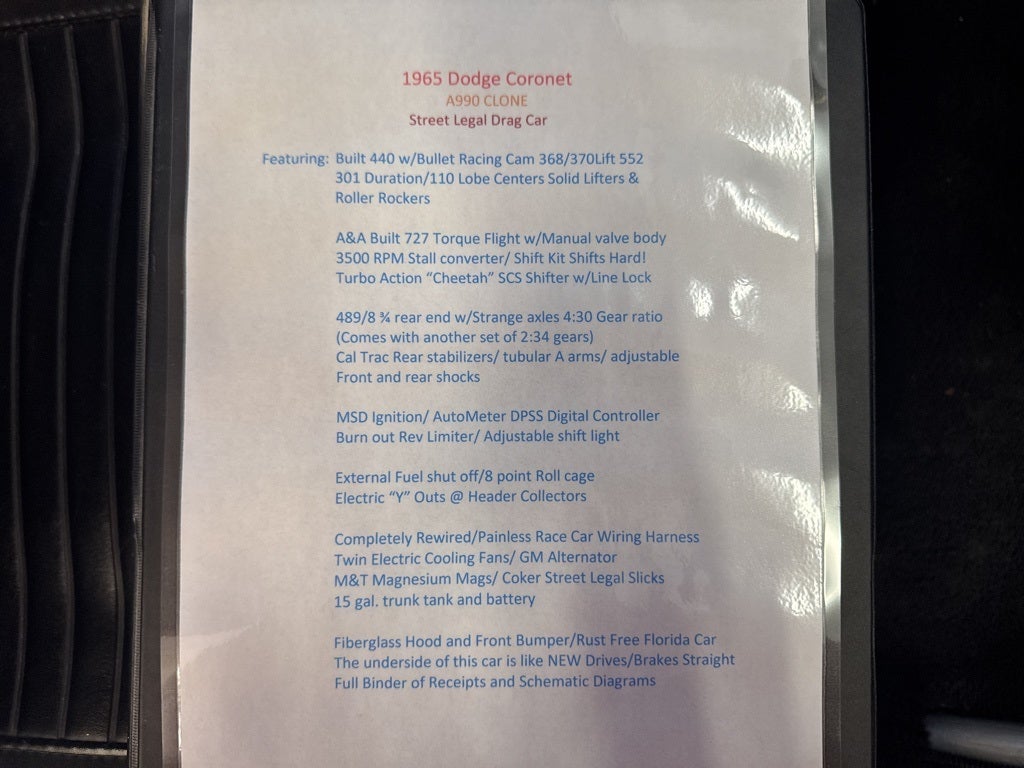 1965 Dodge Coronet
A990 CLONE
Street Legal Drag Car
Featuring: Built 440 w/Bullet Racing Cam 368/370Lift 552
301 Duration/110 Lobe Centers Solid Lifters &
Roller Rockers
A&A Built 727 Torque Flight w/Manual valve body
3500 RPM Stall converter/ Shift Kit Shifts Hard!
Turbo Action “Cheetah” SCS Shifter w/Line Lock
489/8 ¾ rear end w/Strange axles 4:30 Gear ratio
(Comes with another set of 2:34 gears)
Cal Trac Rear stabilizers/ tubular A arms/ adjustable
Front and rear shocks
MSD Ignition/ AutoMeter DPSS Digital Controller
Burn out Rev Limiter/ Adjustable shift light
External Fuel shut off/8 point Roll cage
Electric “Y” Outs @ Header Collectors
Completely Rewired/Painless Race Car Wiring Harness
Twin Electric Cooling Fans/ GM Alternator
M&T Magnesium Mags/ Coker Street Legal Slicks
15 gal. trunk tank and battery
Fiberglass Hood and Front Bumper/Rust Free Florida Car
The underside of this car is like NEW Drives/Brakes Straight
Full Binder of Receipts and Schematic Diagrams